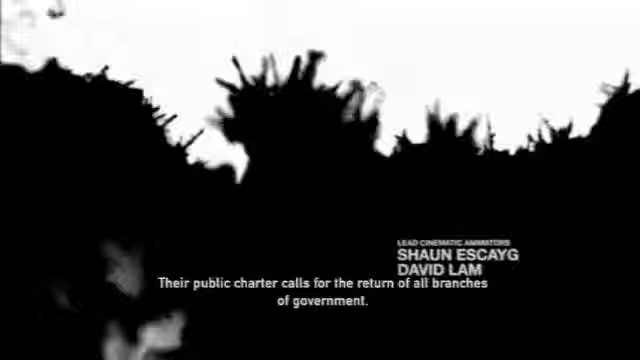 LEAD CINEMATIC ANIMATORS
SHAUN ESCAYG
DAVID LAM
Their public charter calls for the return of all branches
of government.